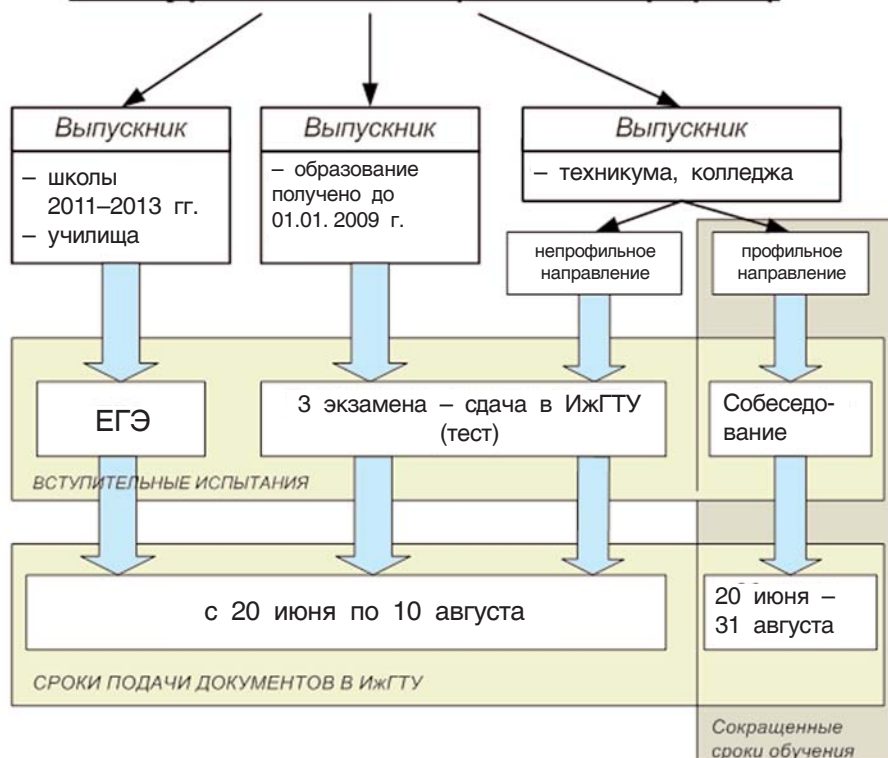 Выпускник
– школы
2011–2013 гг.
– училища
Выпускник
– образование
получено до
01.01. 2009 г.
Выпускник
– техникума, колледжа
непрофильное
направление
профильное
направление
ЕГЭ
3 экзамена – сдача в ИжГТУ
(тест)
Собеседо-
вание
ВСТУПИТЕЛЬНЫЕ ИСПЫТАНИЯ
с 20 июня по 10 августа
20 июня –
31 августа
СРОКИ ПОДАЧИ ДОКУМЕНТОВ В ИжГТУ
Сокращенные
сроки обучения